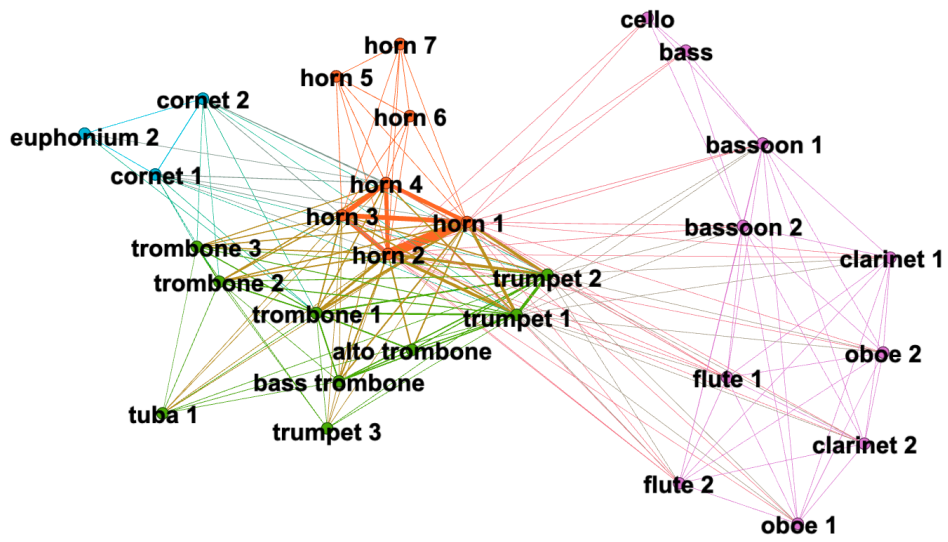 cello
horn 7
bass
horn 5
cornet 2
horn 6
euphonium 2
bassoon 1
cornet 1
horn 4
horn 3
horn 1
bassoon 2
trombone 3
horn 2
clarinet 1
trombone 2
trumpet 2
trombone 1
trumpet 1
alto trombone
oboe 2
bass trombone
flute 1
tuba 1
trumpet 3
clarinet 2
flute 2
oboe 1